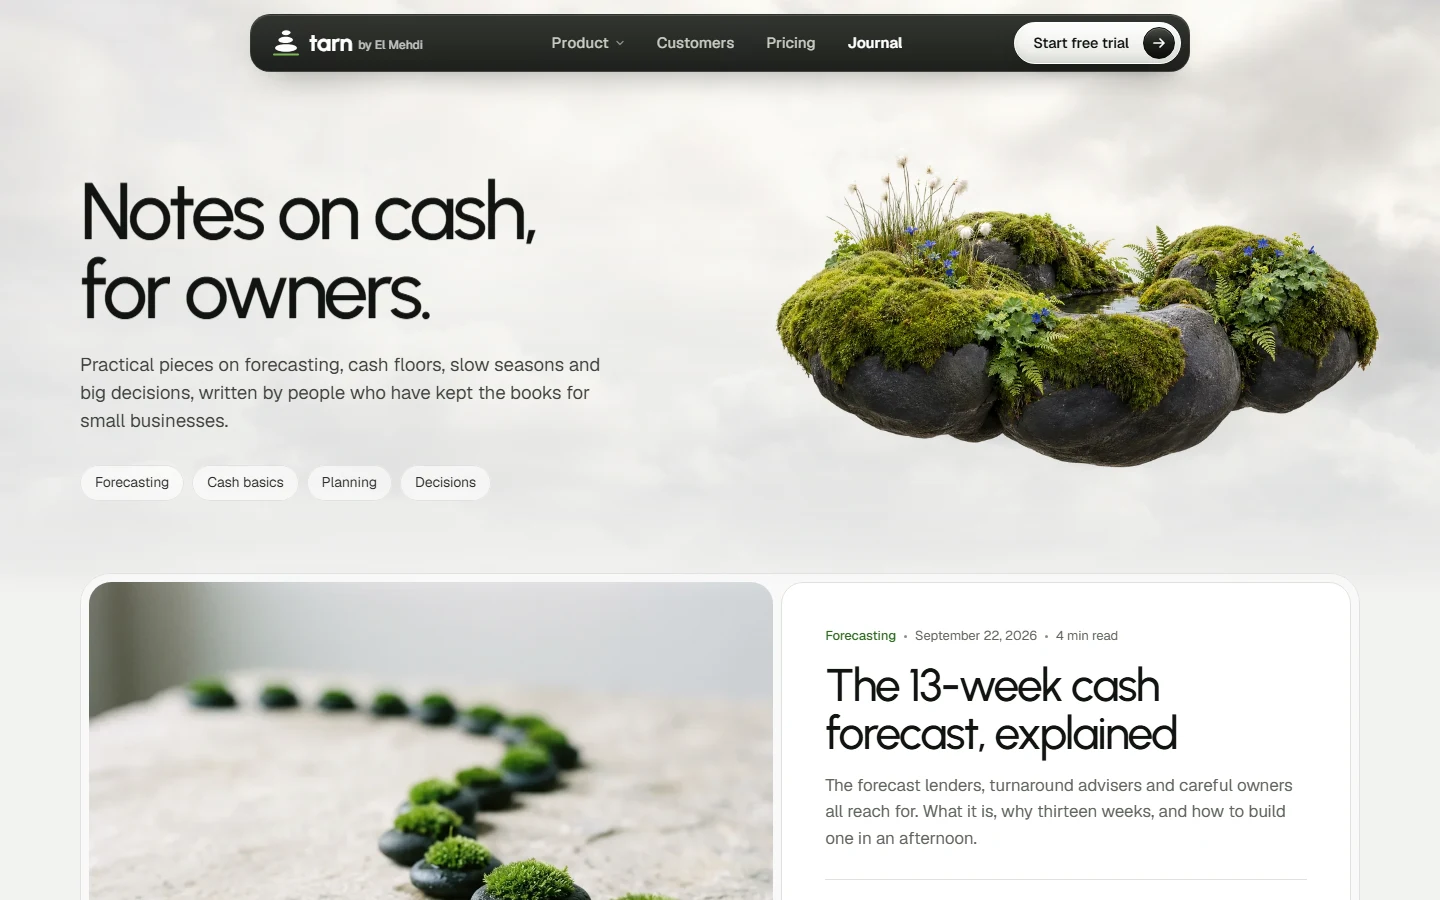 tarn by El Mehdi
Product
Customers
Pricing
Journal
Start free trial
Notes on cash,
for owners.
Practical pieces on forecasting, cash floors, slow seasons and
big decisions, written by people who have kept the books for
small businesses.
Forecasting
Cash basics
Planning
Decisions
Forecasting • September 22, 2026 • 4 min read
The 13-week cash
forecast, explained
The forecast lenders, turnaround advisers and careful owners
all reach for. What it is, why thirteen weeks, and how to build
one in an afternoon.